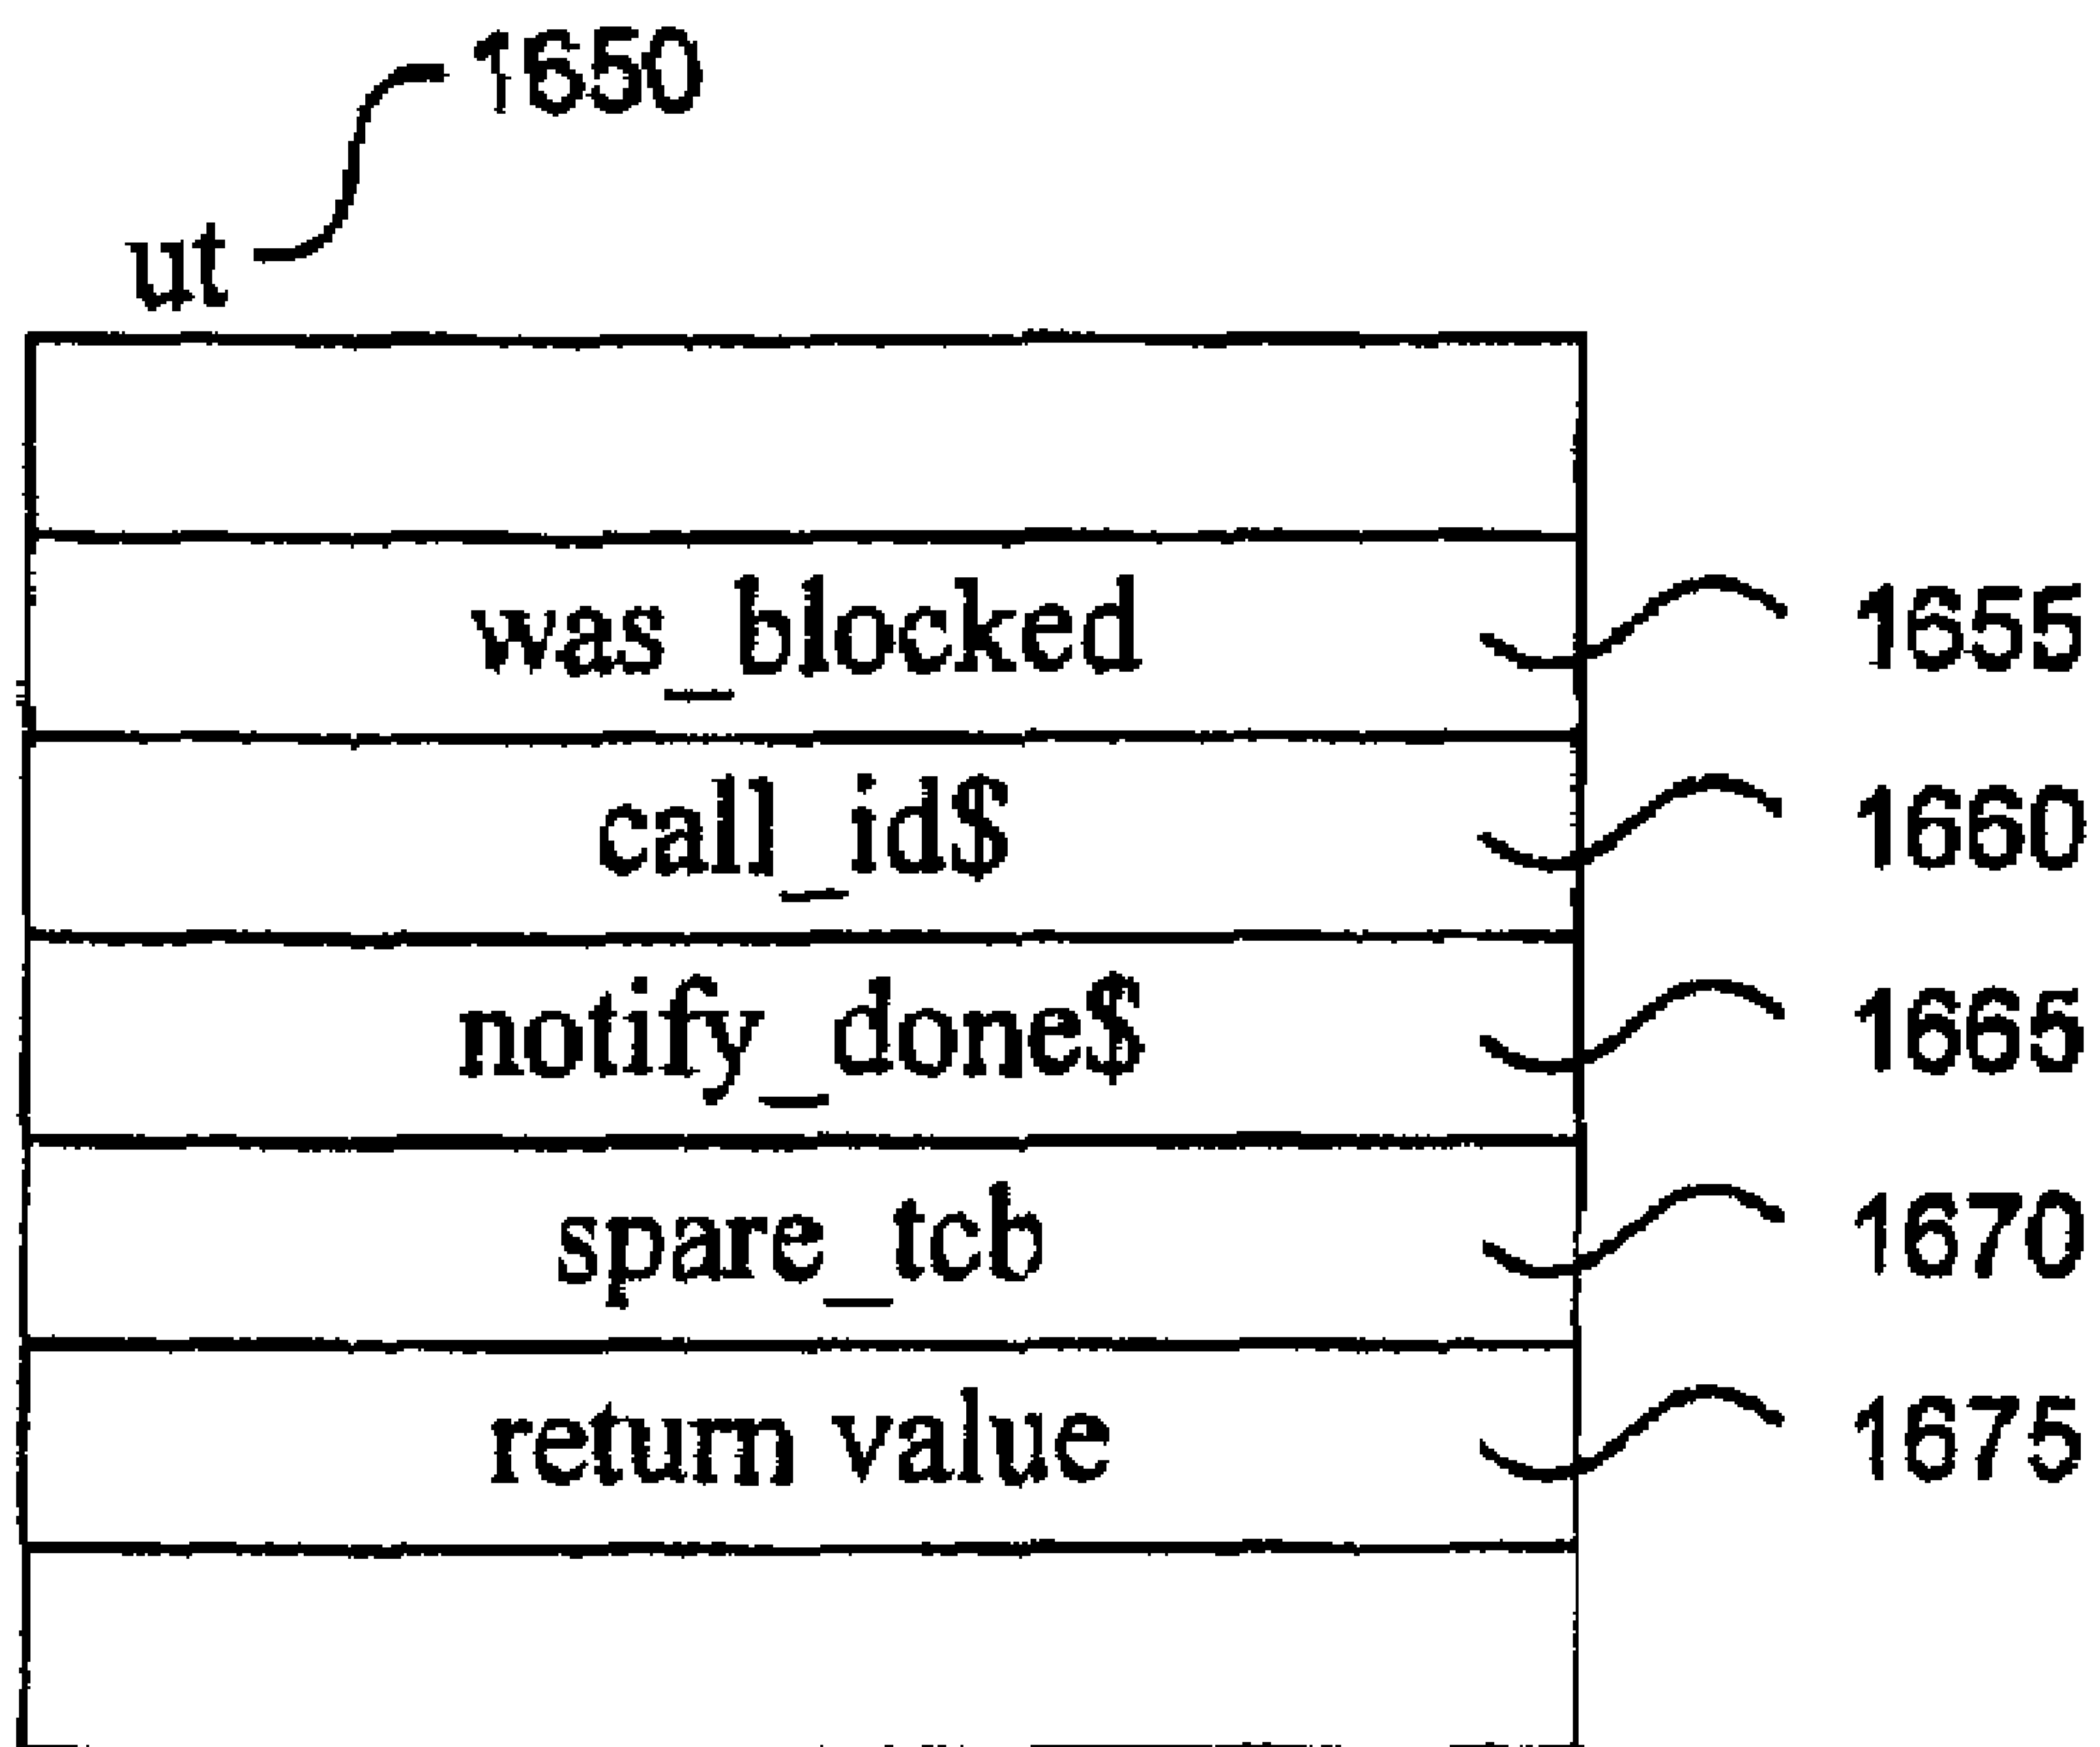 1650
ut
was_blocked 1655
call_id$ 1660
notify_done$ 1665
spare_tcb 1670
return value 1675